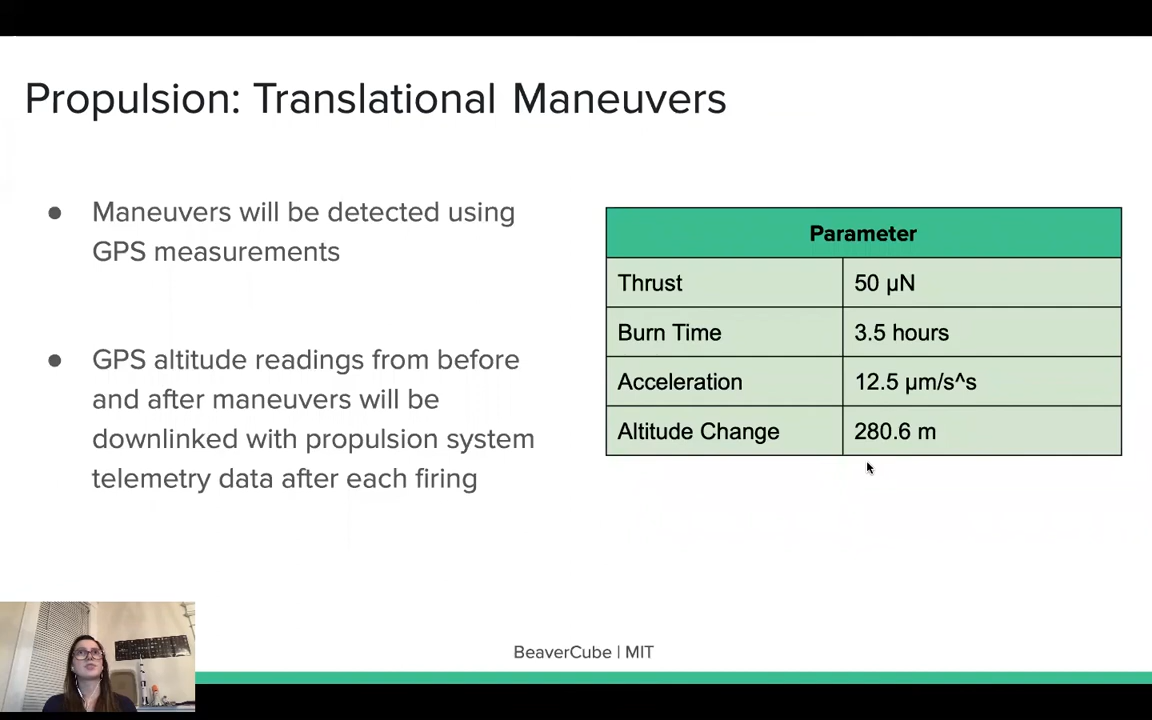 Propulsion: Translational Maneuvers
● Maneuvers will be detected using
GPS measurements
● GPS altitude readings from before
and after maneuvers will be
downlinked with propulsion system
telemetry data after each firing
Parameter
Thrust 50 µN
Burn Time 3.5 hours
Acceleration 12.5 µm/s^s
Altitude Change 280.6 m
BeaverCube | MIT